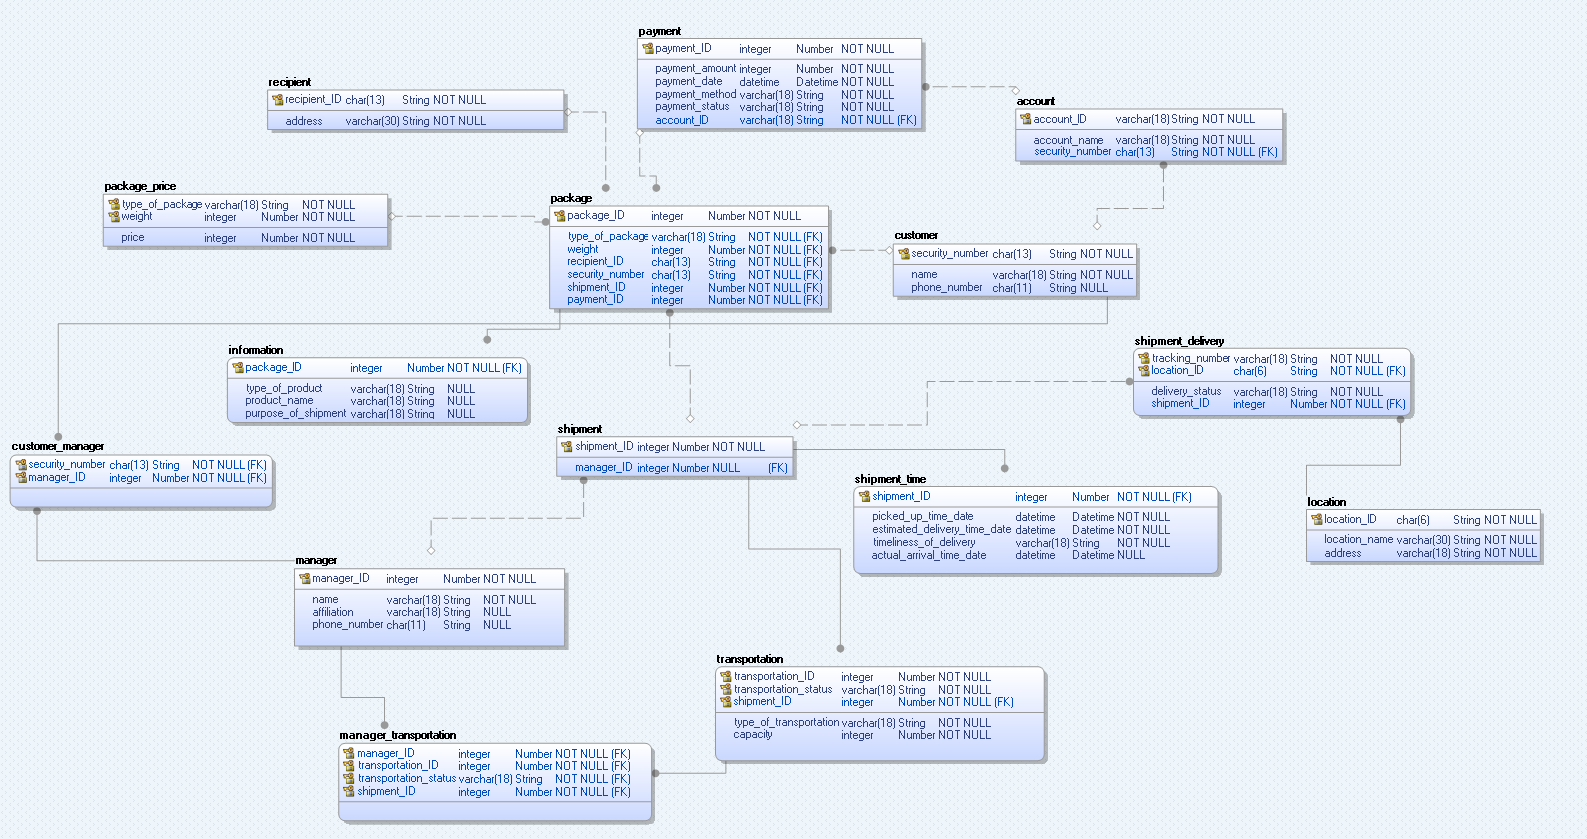 payment
payment_ID integer Number NOT NULL
payment_amount integer Number NOT NULL
payment_date datetime Datetime NOT NULL
payment_method varchar(18) String NOT NULL
payment_status varchar(18) String NOT NULL
account_ID varchar(18) String NOT NULL (FK)
recipient
recipient_ID char(13) String NOT NULL
address varchar(30) String NOT NULL
account
account_ID varchar(18) String NOT NULL
account_name varchar(18) String NOT NULL
security_number char(13) String NOT NULL (FK)
package_price
type_of_package varchar(18) String NOT NULL
weight integer Number NOT NULL
price integer Number NOT NULL
package
package_ID integer Number NOT NULL
type_of_package varchar(18) String NOT NULL (FK)
weight integer Number NOT NULL (FK)
recipient_ID char(13) String NOT NULL (FK)
security_number char(13) String NOT NULL (FK)
shipment_ID integer Number NOT NULL (FK)
payment_ID integer Number NOT NULL (FK)
customer
security_number char(13) String NOT NULL
name varchar(18) String NOT NULL
phone_number char(11) String NULL
information
package_ID integer Number NOT NULL (FK)
type_of_product varchar(18) String NULL
product_name varchar(18) String NULL
purpose_of_shipment varchar(18) String NULL
shipment_delivery
tracking_number varchar(18) String NOT NULL
location_ID char(6) String NOT NULL (FK)
delivery_status varchar(18) String NOT NULL
shipment_ID integer Number NOT NULL (FK)
customer_manager
security_number char(13) String NOT NULL (FK)
manager_ID integer Number NOT NULL (FK)
shipment
shipment_ID integer Number NOT NULL
manager_ID integer Number NULL (FK)
shipment_time
shipment_ID integer Number NOT NULL (FK)
picked_up_time_date datetime Datetime NOT NULL
estimated_delivery_time_date datetime Datetime NOT NULL
timeliness_of_delivery varchar(18) String NOT NULL
actual_arrival_time_date datetime Datetime NULL
location
location_ID char(6) String NOT NULL
location_name varchar(30) String NOT NULL
address varchar(18) String NOT NULL
manager
manager_ID integer Number NOT NULL
name varchar(18) String NOT NULL
affiliation varchar(18) String NULL
phone_number char(11) String NULL
transportation
transportation_ID integer Number NOT NULL
transportation_status varchar(18) String NOT NULL
shipment_ID integer Number NOT NULL (FK)
type_of_transportation varchar(18) String NOT NULL
capacity integer Number NOT NULL
manager_transportation
manager_ID integer Number NOT NULL (FK)
transportation_ID integer Number NOT NULL (FK)
transportation_status varchar(18) String NOT NULL (FK)
shipment_ID integer Number NOT NULL (FK)